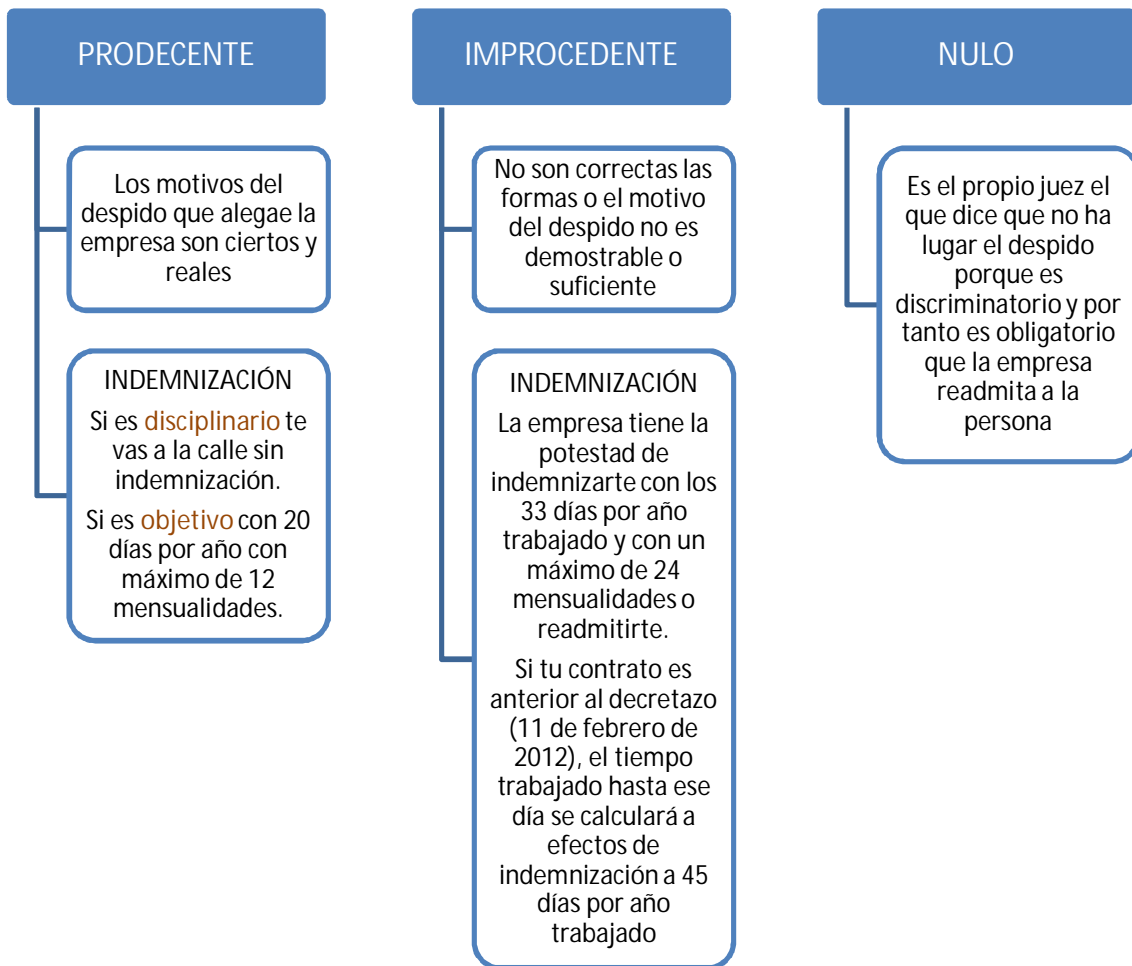 PRODECENTE
Los motivos del
despido que alegae la
empresa son ciertos y
reales
INDEMNIZACIÓN
Si es disciplinario te
vas a la calle sin
indemnización.
Si es objetivo con 20
días por año con
máximo de 12
mensualidades.
IMPROCEDENTE
No son correctas las
formas o el motivo
del despido no es
demostrable o
suficiente
INDEMNIZACIÓN
La empresa tiene la
potestad de
indemnizarte con los
33 días por año
trabajado y con un
máximo de 24
mensualidades o
readmitirte.
Si tu contrato es
anterior al decretazo
(11 de febrero de
2012), el tiempo
trabajado hasta ese
día se calculará a
efectos de
indemnización a 45
días por año
trabajado
NULO
Es el propio juez el
que dice que no ha
lugar el despido
porque es
discriminatorio y por
tanto es obligatorio
que la empresa
readmita a la
persona